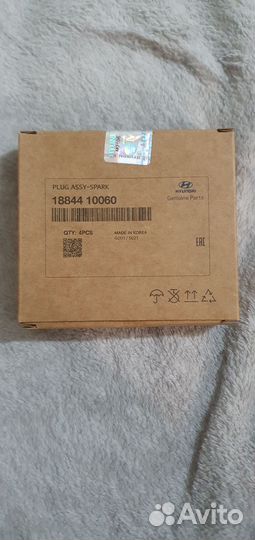 PLUG ASSY-SPARK
18844 10060
HYUNDAI
Genuine Parts
QTY: 4PCS
MADE IN KOREA
EAC
Avito